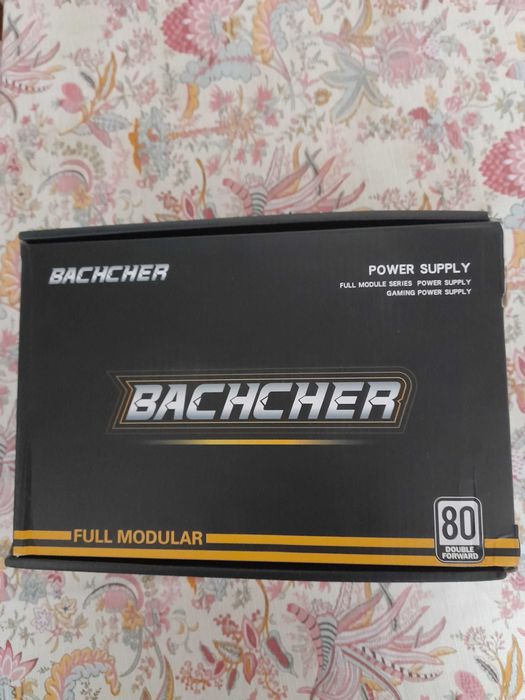 BACHCHER
POWER SUPPLY
FULL MODULE SERIES POWER SUPPLY
GAMING POWER SUPPLY
BACHCHER
FULL MODULAR
80
DOUBLE
FORWARD